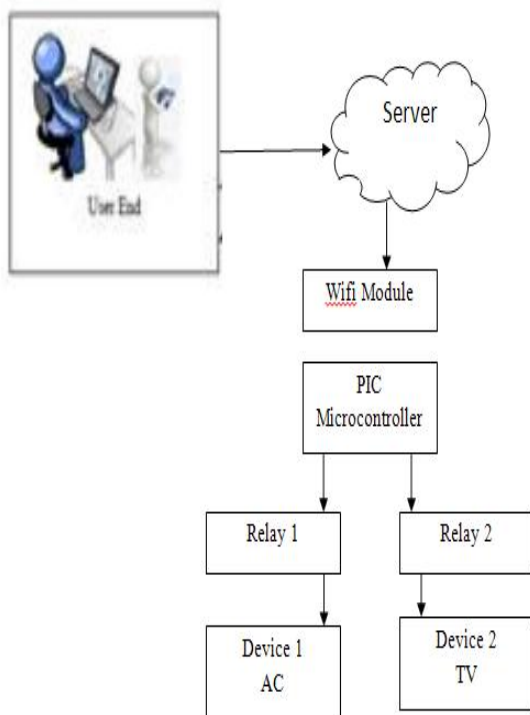 Server
User End
Wifi Module
PIC
Microcontroller
Relay 1
Relay 2
Device 1
AC
Device 2
TV